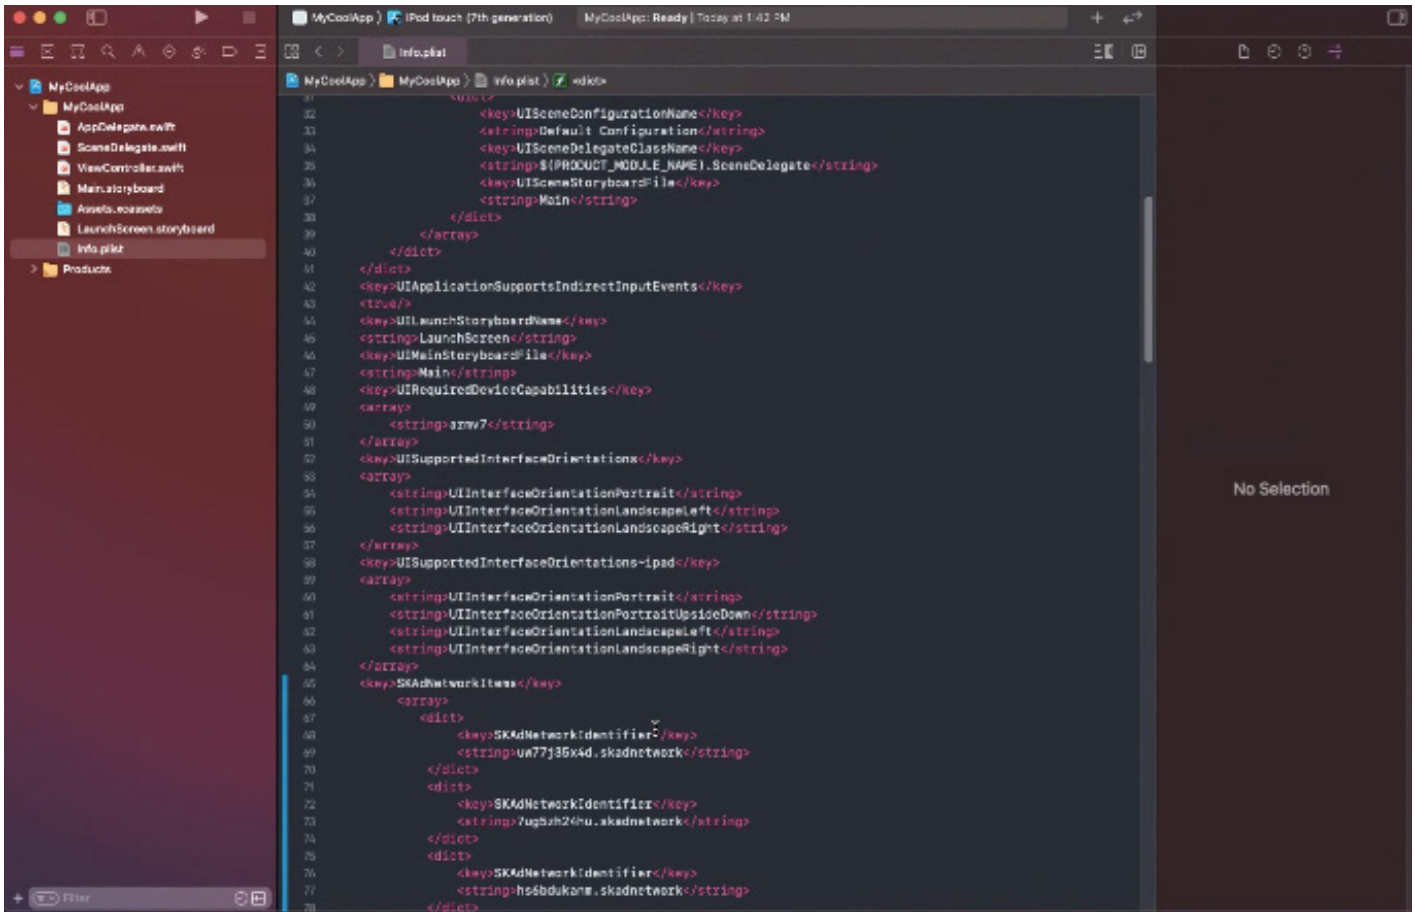 MyCoolApp 〉 iPod touch (7th generation)
MyCoolApp: Ready | Today at 1:42 PM
Info.plist
MyCoolApp 〉 MyCoolApp 〉 Info.plist 〉 <dict>
MyCoolApp
MyCoolApp
AppDelegate.swift
SceneDelegate.swift
ViewController.swift
Main.storyboard
Assets.xcassets
LaunchScreen.storyboard
Info.plist
Products
Filter
31 <dict>
32 <key>UISceneConfigurationName</key>
33 <string>Default Configuration</string>
34 <key>UISceneDelegateClassName</key>
35 <string>$(PRODUCT_MODULE_NAME).SceneDelegate</string>
36 <key>UISceneStoryboardFile</key>
37 <string>Main</string>
38 </dict>
39 </array>
40 </dict>
41 </dict>
42 <key>UIApplicationSupportsIndirectInputEvents</key>
43 <true/>
44 <key>UILaunchStoryboardName</key>
45 <string>LaunchScreen</string>
46 <key>UIMainStoryboardFile</key>
47 <string>Main</string>
48 <key>UIRequiredDeviceCapabilities</key>
49 <array>
50 <string>armv7</string>
51 </array>
52 <key>UISupportedInterfaceOrientations</key>
53 <array>
54 <string>UIInterfaceOrientationPortrait</string>
55 <string>UIInterfaceOrientationLandscapeLeft</string>
56 <string>UIInterfaceOrientationLandscapeRight</string>
57 </array>
58 <key>UISupportedInterfaceOrientations~ipad</key>
59 <array>
60 <string>UIInterfaceOrientationPortrait</string>
61 <string>UIInterfaceOrientationPortraitUpsideDown</string>
62 <string>UIInterfaceOrientationLandscapeLeft</string>
63 <string>UIInterfaceOrientationLandscapeRight</string>
64 </array>
65 <key>SKAdNetworkItems</key>
66 <array>
67 <dict>
68 <key>SKAdNetworkIdentifier</key>
69 <string>uw77j35x4d.skadnetwork</string>
70 </dict>
71 <dict>
72 <key>SKAdNetworkIdentifier</key>
73 <string>7ug5zh24hu.skadnetwork</string>
74 </dict>
75 <dict>
76 <key>SKAdNetworkIdentifier</key>
77 <string>hs6bdukanm.skadnetwork</string>
78 </dict>
No Selection